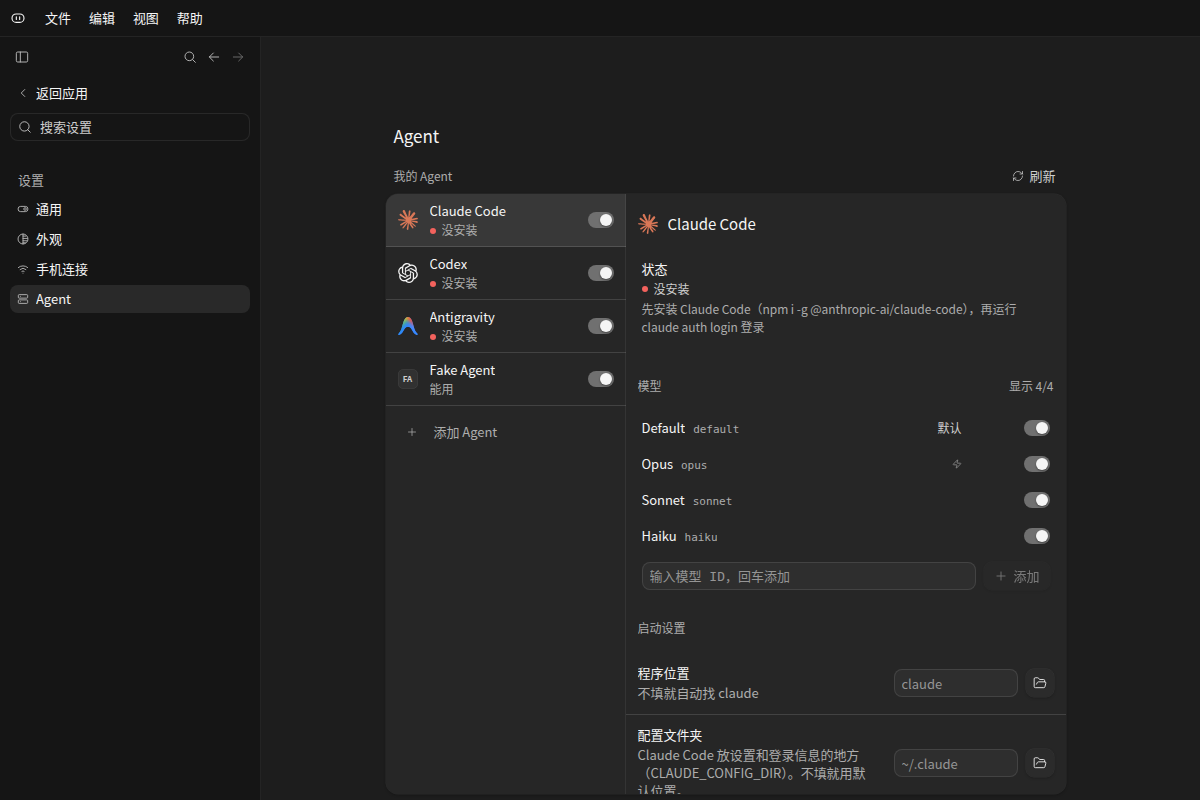 文件 编辑 视图 帮助
返回应用
搜索设置
设置
通用
外观
手机连接
Agent
Agent
我的 Agent
刷新
Claude Code
没安装
Codex
没安装
Antigravity
没安装
FA
Fake Agent
能用
添加 Agent
Claude Code
状态
没安装
先安装 Claude Code（npm i -g @anthropic-ai/claude-code），再运行
claude auth login 登录
模型
显示 4/4
Default default 默认
Opus opus
Sonnet sonnet
Haiku haiku
输入模型 ID，回车添加
添加
启动设置
程序位置
不填就自动找 claude
claude
配置文件夹
Claude Code 放设置和登录信息的地方
（CLAUDE_CONFIG_DIR）。不填就用默
认位置。
~/.claude